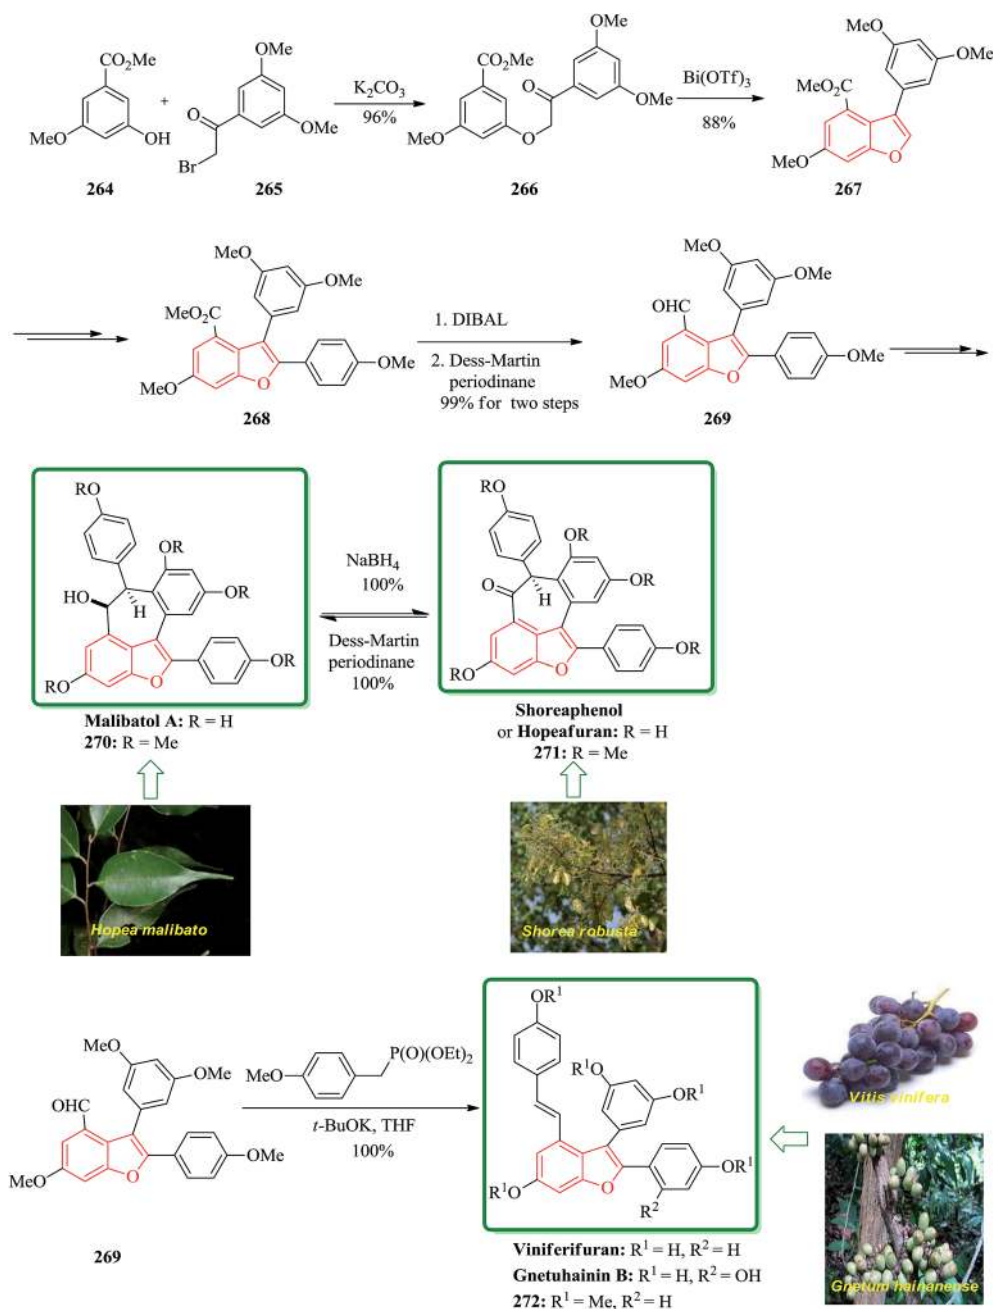 CO₂Me
MeO
OH
+
OMe
O
OMe
Br
264
265
K₂CO₃
96%
CO₂Me
OMe
O
MeO
O
OMe
266
Bi(OTf)₃
88%
MeO
OMe
MeO₂C
MeO
O
267
MeO
OMe
MeO₂C
MeO
O
OMe
268
1. DIBAL
2. Dess-Martin
periodinane
99% for two steps
MeO
OMe
OHC
MeO
O
OMe
269
RO
OR
HO
H
OR
OR
RO
O
Malibatol A: R = H
270: R = Me
NaBH₄
100%
Dess-Martin
periodinane
100%
RO
OR
O
H
OR
OR
RO
O
Shoreaphenol
or Hopeafuran: R = H
271: R = Me
Hopea malibato
Shorea robusta
MeO
OMe
OHC
MeO
O
OMe
269
P(O)(OEt)₂
MeO
t-BuOK, THF
100%
OR¹
R¹O
OR¹
OR¹
R¹O
O
R²
Viniferifuran: R¹ = H, R² = H
Gnetuhainin B: R¹ = H, R² = OH
272: R¹ = Me, R² = H
Vitis vinifera
Gnetum hainanense